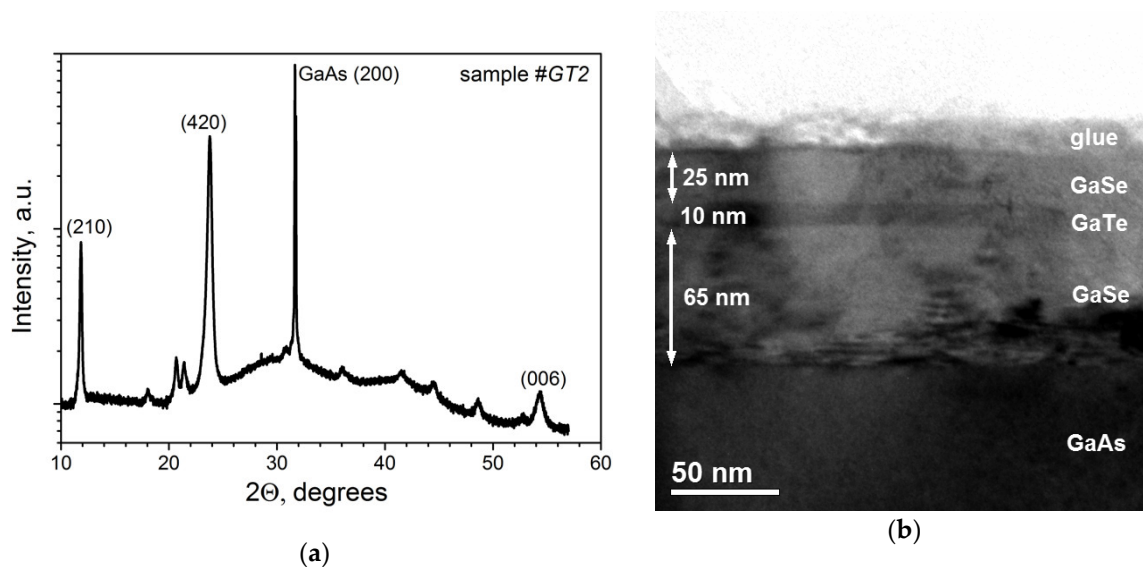 sample #GT2
GaAs (200)
(420)
(210)
(006)
Intensity, a.u.
10 20 30 40 50 60
2Θ, degrees
(a)
glue
25 nm
GaSe
10 nm
GaTe
65 nm
GaSe
GaAs
50 nm
(b)